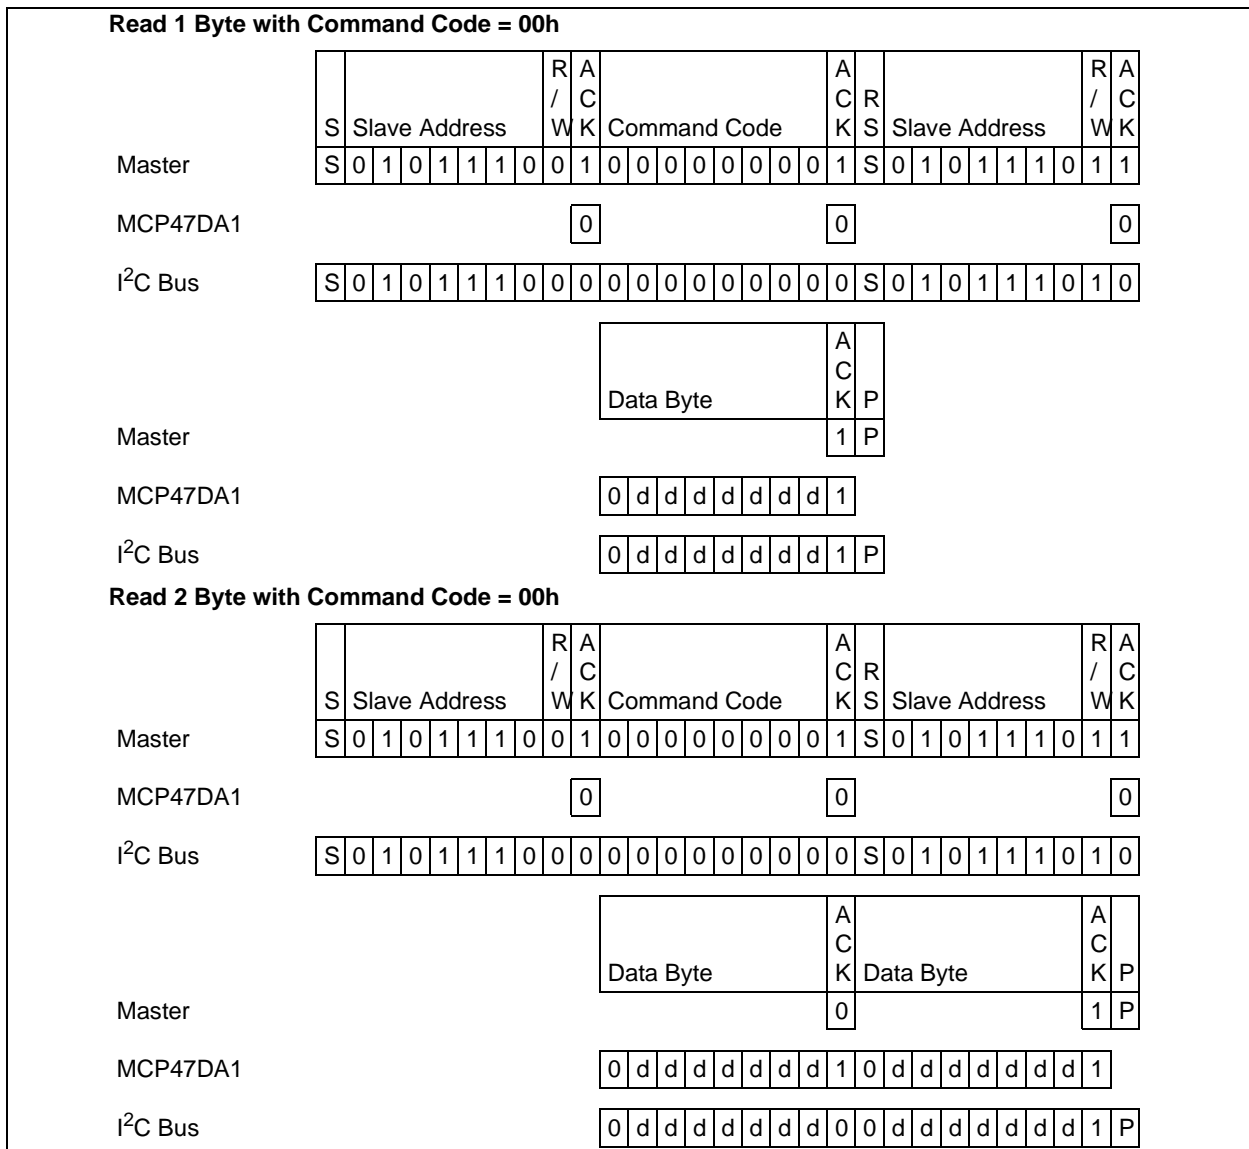 Read 1 Byte with Command Code = 00h
S Slave Address R/W ACK Command Code ACK RS Slave Address R/W ACK
Master S 0 1 0 1 1 1 0 0 1 0 0 0 0 0 0 0 0 1 S 0 1 0 1 1 1 0 1 1
MCP47DA1 0 0 0
I2C Bus S 0 1 0 1 1 1 0 0 0 0 0 0 0 0 0 0 0 0 S 0 1 0 1 1 1 0 1 0
Data Byte ACK P
Master 1 P
MCP47DA1 0 d d d d d d d 1
I2C Bus 0 d d d d d d d 1 P
Read 2 Byte with Command Code = 00h
S Slave Address R/W ACK Command Code ACK RS Slave Address R/W ACK
Master S 0 1 0 1 1 1 0 0 1 0 0 0 0 0 0 0 0 1 S 0 1 0 1 1 1 0 1 1
MCP47DA1 0 0 0
I2C Bus S 0 1 0 1 1 1 0 0 0 0 0 0 0 0 0 0 0 0 S 0 1 0 1 1 1 0 1 0
Data Byte ACK Data Byte ACK P
Master 0 1 P
MCP47DA1 0 d d d d d d d 1 0 d d d d d d d 1
I2C Bus 0 d d d d d d d 0 0 d d d d d d d 1 P